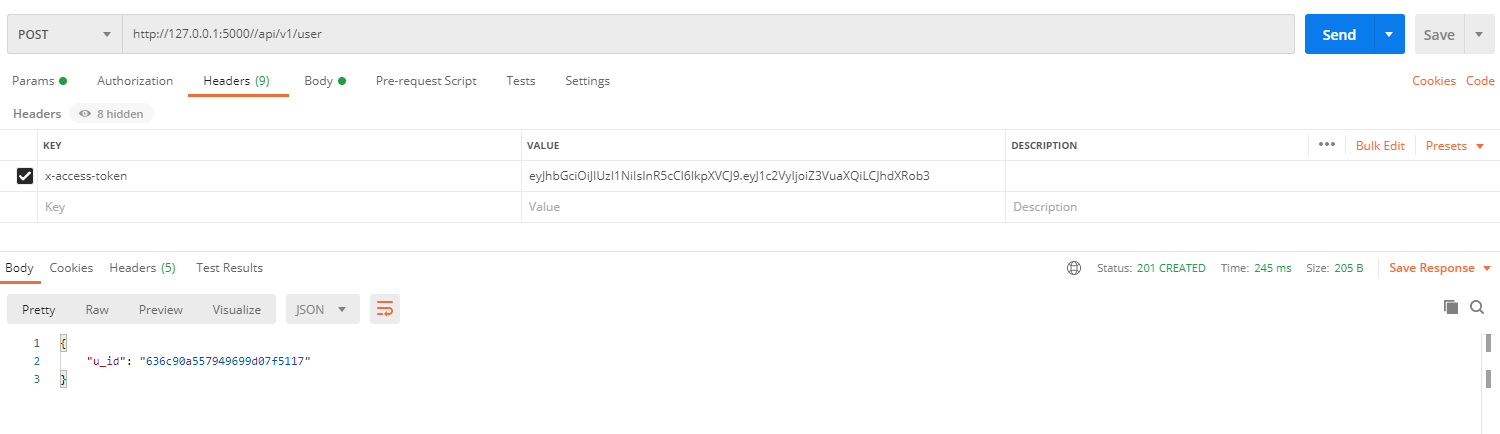 POST http://127.0.0.1:5000//api/v1/user Send Save
Params Authorization Headers (9) Body Pre-request Script Tests Settings Cookies Code
Headers 8 hidden
KEY VALUE DESCRIPTION ••• Bulk Edit Presets
x-access-token eyJhbGciOiJIUzI1NiIsInR5cCI6IkpXVCJ9.eyJ1c2VyIjoiZ3VuaXQiLCJhdXRob3
Key Value Description
Body Cookies Headers (5) Test Results Status: 201 CREATED Time: 245 ms Size: 205 B Save Response
Pretty Raw Preview Visualize JSON
1 {
2 "u_id": "636c90a557949699d07f5117"
3 }